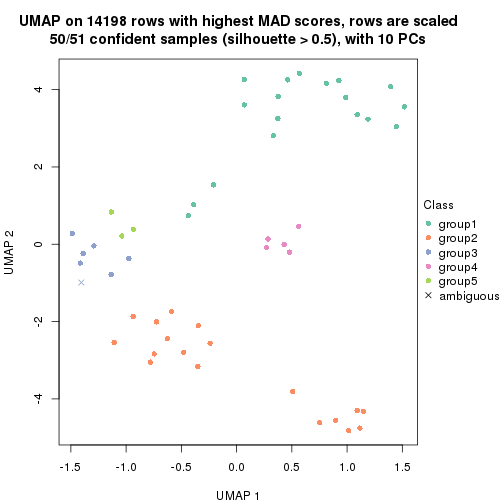 UMAP on 14198 rows with highest MAD scores, rows are scaled
50/51 confident samples (silhouette > 0.5), with 10 PCs
4
2
0
-2
-4
UMAP 2
-1.5 -1.0 -0.5 0.0 0.5 1.0 1.5
UMAP 1
Class
group1
group2
group3
group4
group5
ambiguous